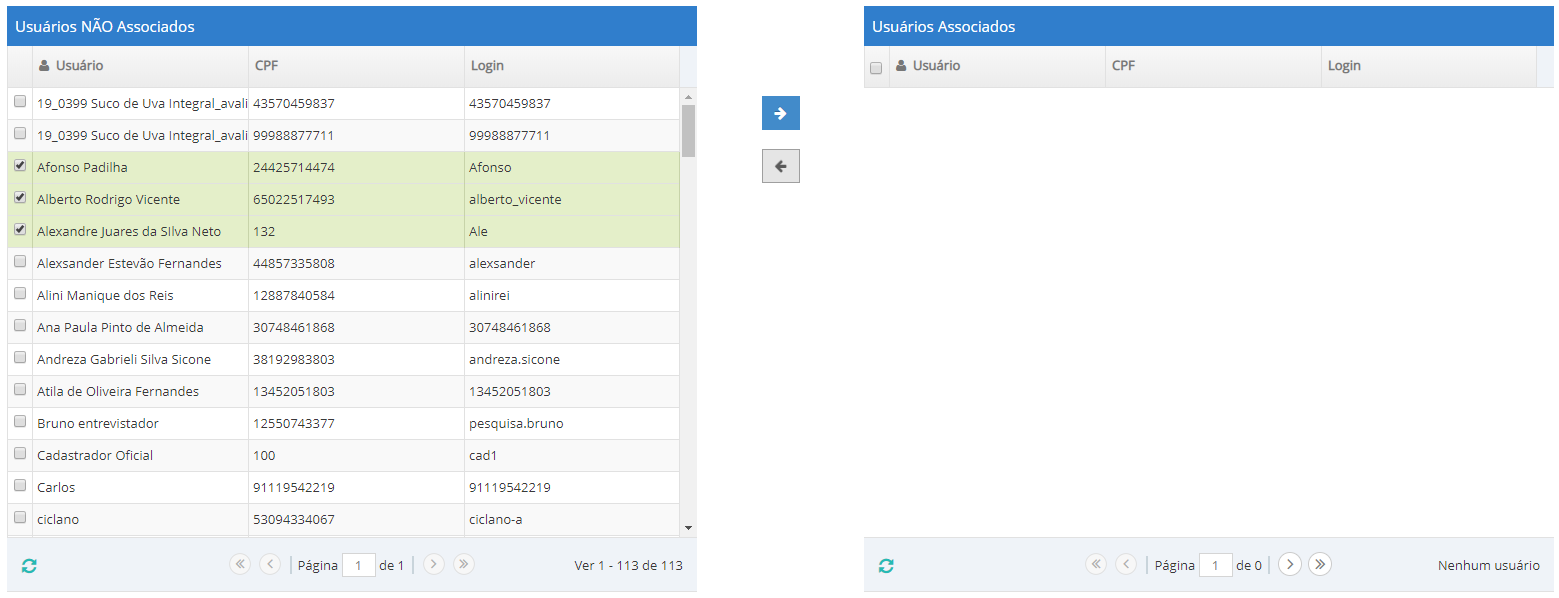 Usuários NÃO Associados
Usuário CPF Login
19_0399 Suco de Uva Integral_avali 43570459837 43570459837
19_0399 Suco de Uva Integral_avali 99988877711 99988877711
Afonso Padilha 24425714474 Afonso
Alberto Rodrigo Vicente 65022517493 alberto_vicente
Alexandre Juares da SIlva Neto 132 Ale
Alexsander Estevão Fernandes 44857335808 alexsander
Alini Manique dos Reis 12887840584 alinirei
Ana Paula Pinto de Almeida 30748461868 30748461868
Andreza Gabrieli Silva Sicone 38192983803 andreza.sicone
Atila de Oliveira Fernandes 13452051803 13452051803
Bruno entrevistador 12550743377 pesquisa.bruno
Cadastrador Oficial 100 cad1
Carlos 91119542219 91119542219
ciclano 53094334067 ciclano-a
Página 1 de 1 Ver 1 - 113 de 113
Usuários Associados
Usuário CPF Login
Página 1 de 0 Nenhum usuário